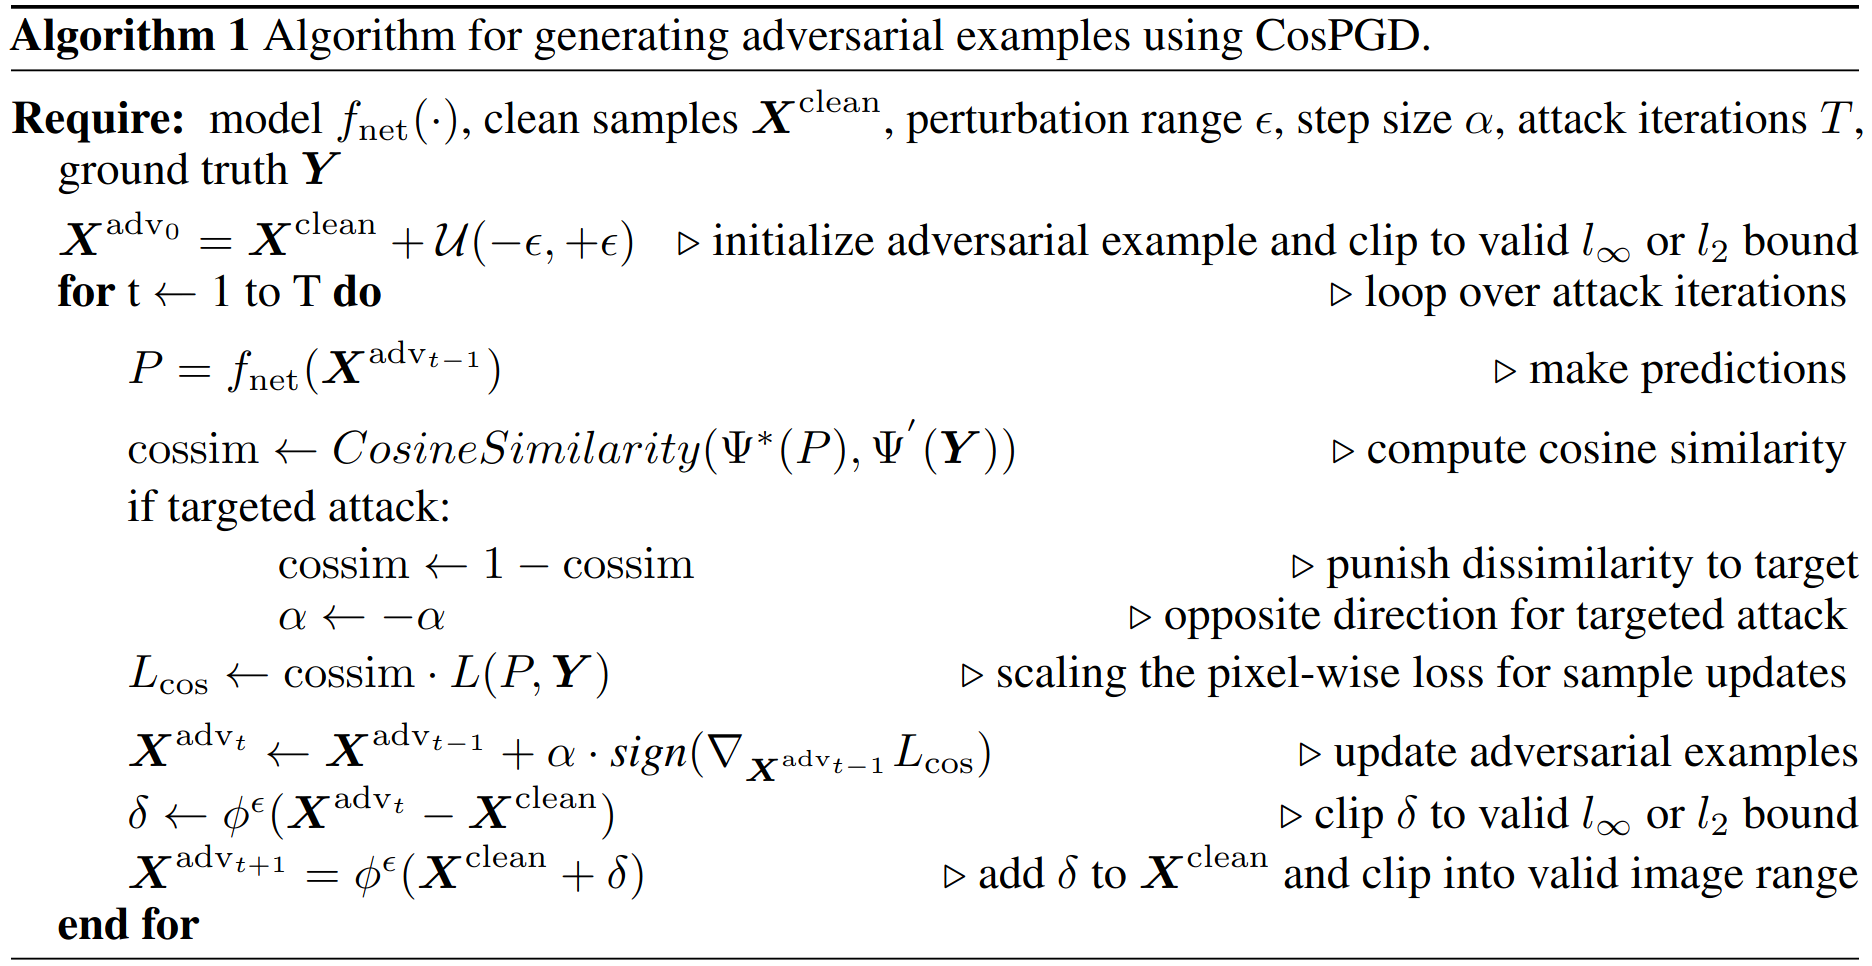 Algorithm 1 Algorithm for generating adversarial examples using CosPGD.
Require: model $f_{\text{net}}(\cdot)$, clean samples $\boldsymbol{X}^{\text{clean}}$, perturbation range $\epsilon$, step size $\alpha$, attack iterations $T$,
ground truth $\boldsymbol{Y}$
$\boldsymbol{X}^{\text{adv}_0} = \boldsymbol{X}^{\text{clean}} + \mathcal{U}(-\epsilon, +\epsilon)$ ▷ initialize adversarial example and clip to valid $l_\infty$ or $l_2$ bound
for t ← 1 to T do ▷ loop over attack iterations
$P = f_{\text{net}}(\boldsymbol{X}^{\text{adv}_{t-1}})$ ▷ make predictions
cossim ← $CosineSimilarity(\Psi^*(P), \Psi^{'}(\boldsymbol{Y}))$ ▷ compute cosine similarity
if targeted attack:
cossim ← 1 − cossim ▷ punish dissimilarity to target
$\alpha \leftarrow -\alpha$ ▷ opposite direction for targeted attack
$L_{\text{cos}} \leftarrow \text{cossim} \cdot L(P, \boldsymbol{Y})$ ▷ scaling the pixel-wise loss for sample updates
$\boldsymbol{X}^{\text{adv}_t} \leftarrow \boldsymbol{X}^{\text{adv}_{t-1}} + \alpha \cdot sign(\nabla_{\boldsymbol{X}^{\text{adv}_{t-1}}} L_{\text{cos}})$ ▷ update adversarial examples
$\delta \leftarrow \phi^\epsilon(\boldsymbol{X}^{\text{adv}_t} - \boldsymbol{X}^{\text{clean}})$ ▷ clip $\delta$ to valid $l_\infty$ or $l_2$ bound
$\boldsymbol{X}^{\text{adv}_{t+1}} = \phi^\epsilon(\boldsymbol{X}^{\text{clean}} + \delta)$ ▷ add $\delta$ to $\boldsymbol{X}^{\text{clean}}$ and clip into valid image range
end for